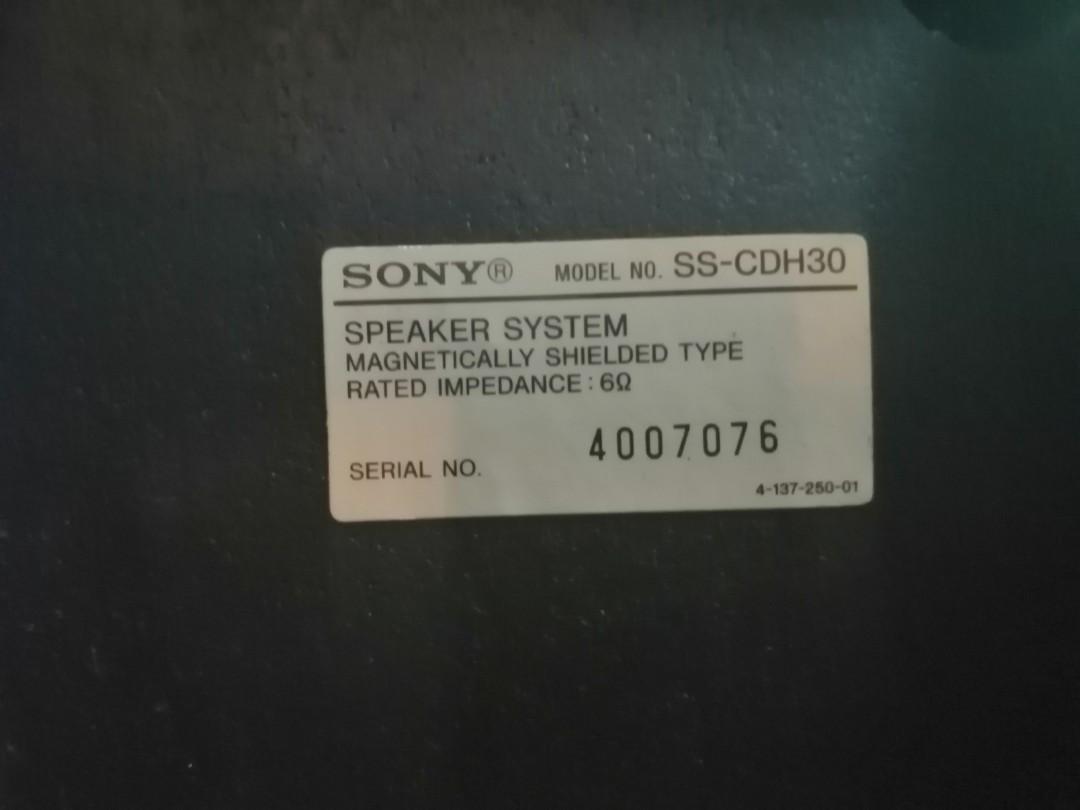 SONY® MODEL NO. SS-CDH30
SPEAKER SYSTEM
MAGNETICALLY SHIELDED TYPE
RATED IMPEDANCE : 6Ω
4007076
SERIAL NO.
4-137-250-01